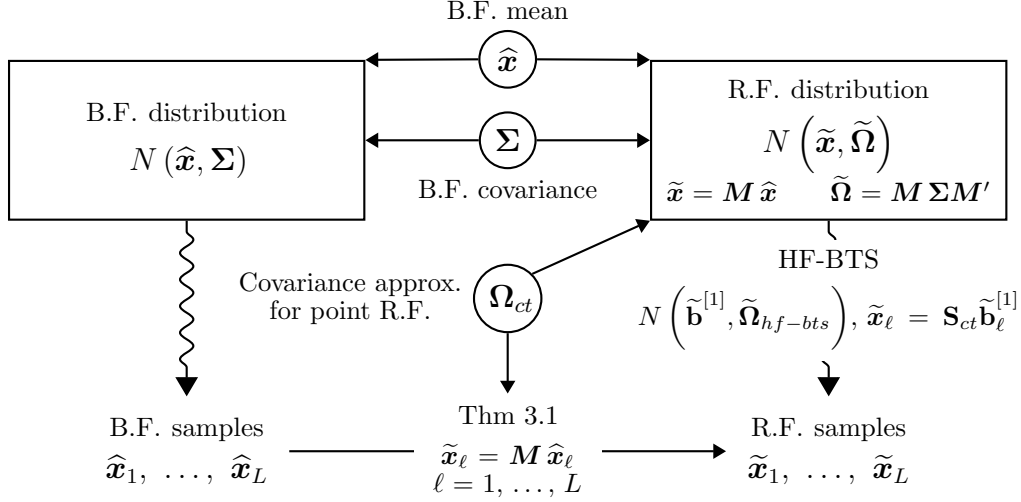 B.F. mean
x̂
B.F. distribution
N (x̂, Σ)
Σ
B.F. covariance
R.F. distribution
N (x̃, Ω̃)
x̃ = M x̂ Ω̃ = M ΣM′
Covariance approx.
for point R.F.
Ω_ct
HF-BTS
N (b̃^[1], Ω̃_hf−bts), x̃_ℓ = S_ct b̃_ℓ^[1]
B.F. samples
x̂_1, …, x̂_L
Thm 3.1
x̃_ℓ = M x̂_ℓ
ℓ = 1, …, L
R.F. samples
x̃_1, …, x̃_L